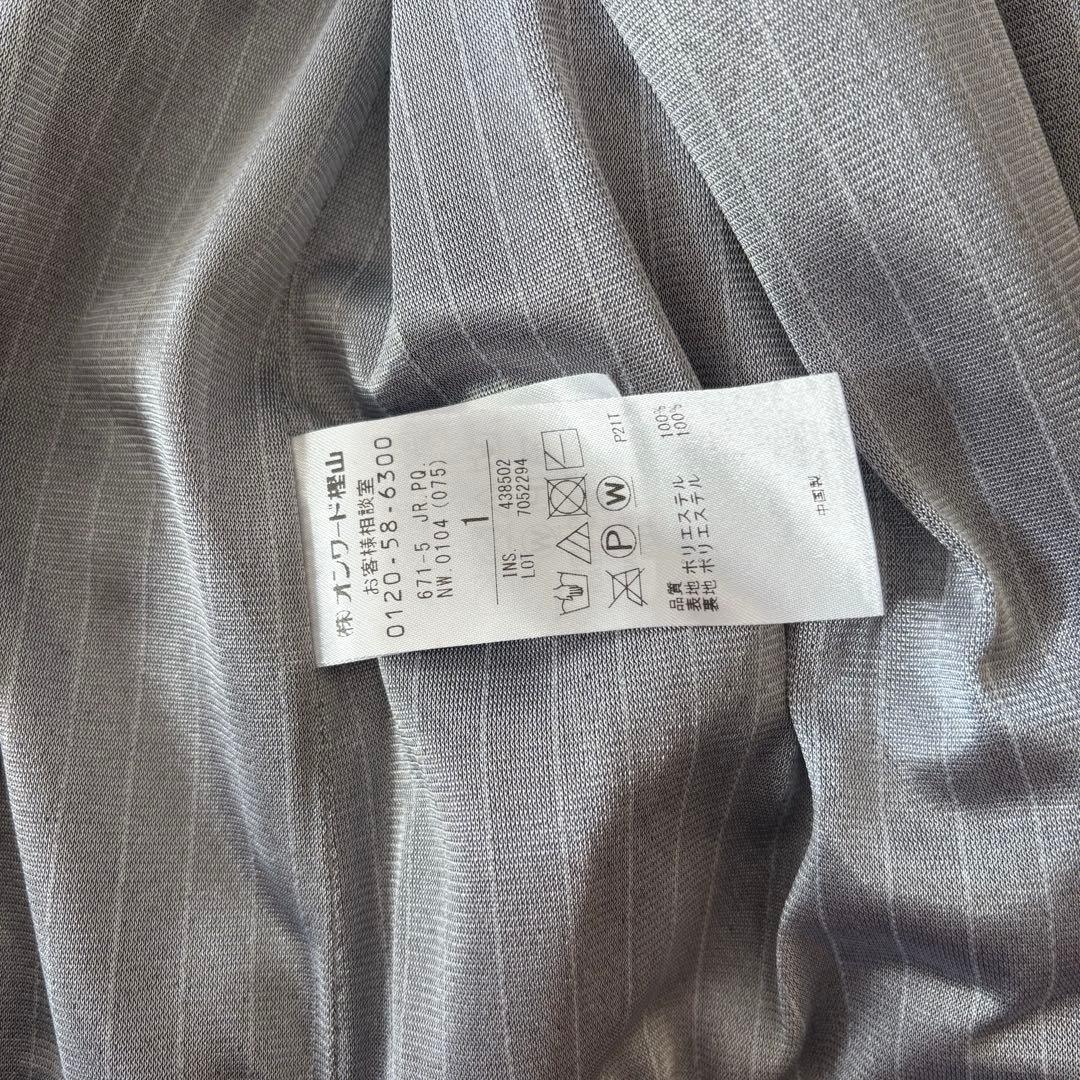 (株)オンワード樫山
お客様相談室
0120-58-6300
671-5 JR.PQ.
NW.0104 (075)
1
INS. 438502
LOT 7052294
P W
P21T
品質
表地 ポリエステル 100%
裏地 ポリエステル 100%
中国製